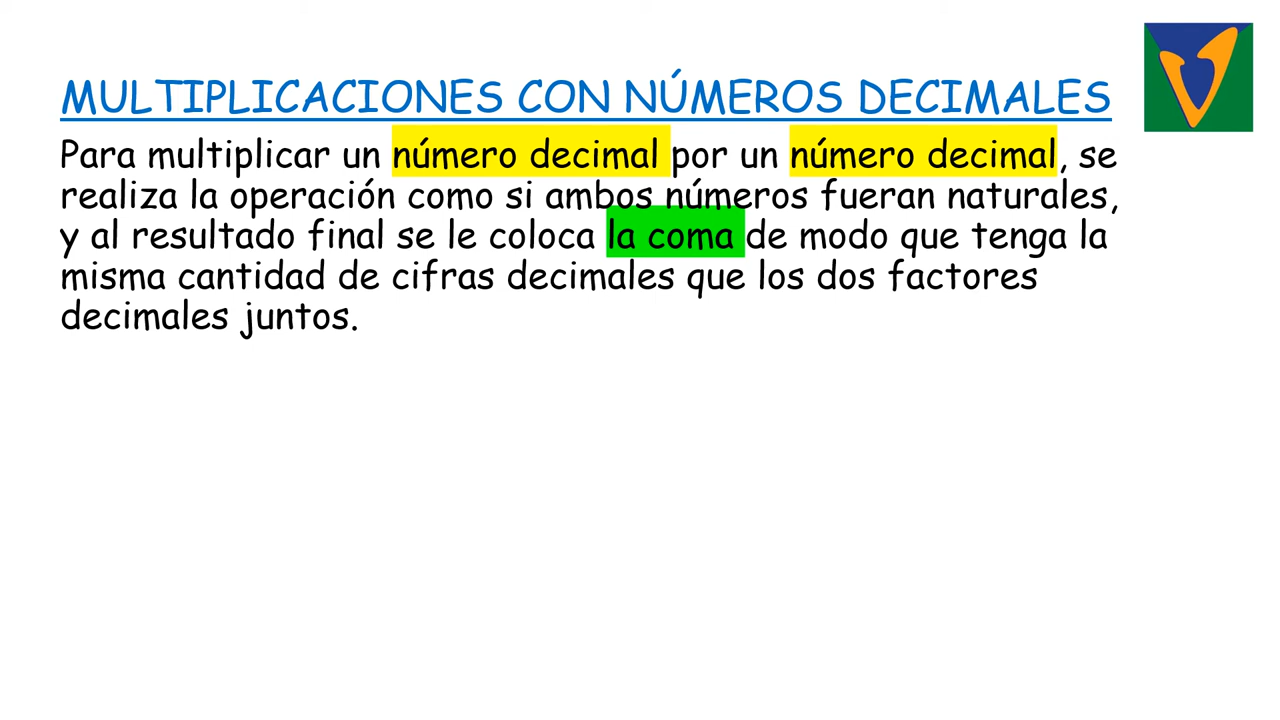 MULTIPLICACIONES CON NÚMEROS DECIMALES
Para multiplicar un número decimal por un número decimal, se
realiza la operación como si ambos números fueran naturales,
y al resultado final se le coloca la coma de modo que tenga la
misma cantidad de cifras decimales que los dos factores
decimales juntos.